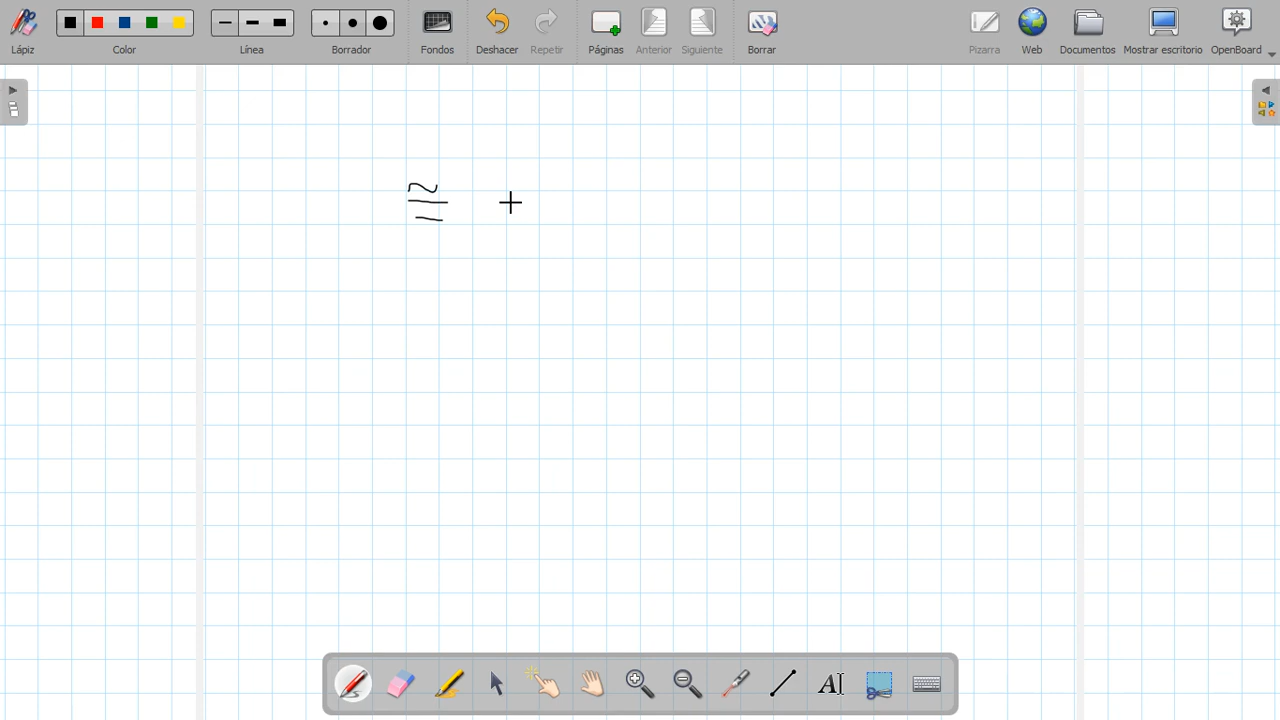 Lápiz Color Línea Borrador Fondos Deshacer Repetir Páginas Anterior Siguiente Borrar Pizarra Web Documentos Mostrar escritorio OpenBoard
≅